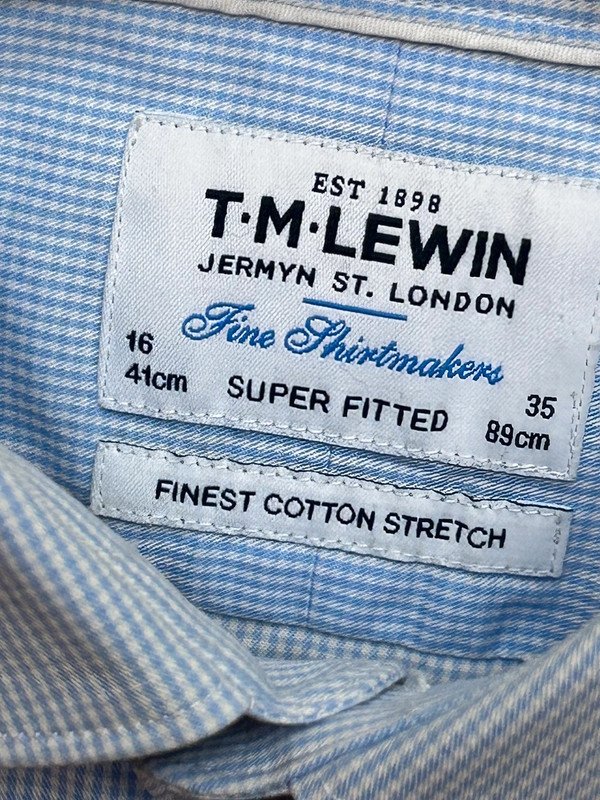 EST 1898
T·M·LEWIN
JERMYN ST. LONDON
Fine Shirtmakers
16
41cm
SUPER FITTED
35
89cm
FINEST COTTON STRETCH